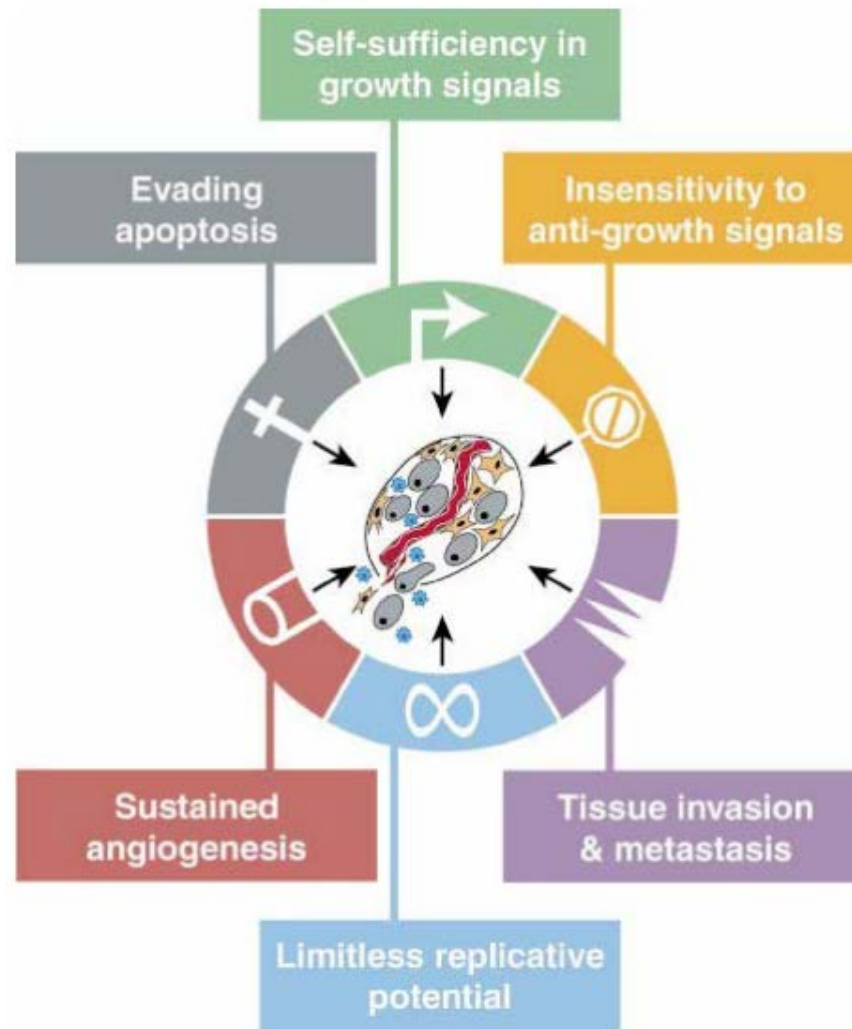 Self-sufficiency in
growth signals
Evading
apoptosis
Insensitivity to
anti-growth signals
Sustained
angiogenesis
Tissue invasion
& metastasis
Limitless replicative
potential